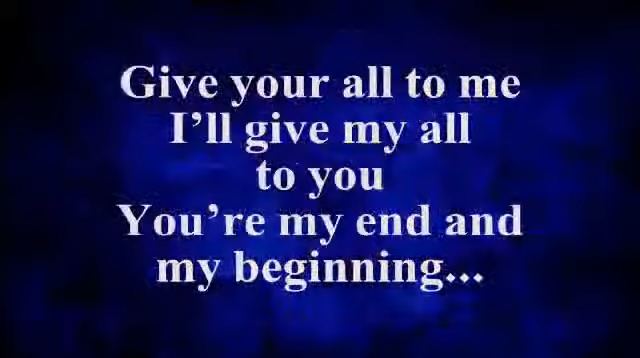 Give your all to me
I’ll give my all
to you
You’re my end and
my beginning...